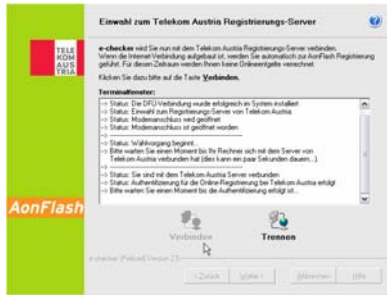 Einwahl zum Telekom Austria Registrierungs-Server
TELE
KOM
AUS
TRIA
e-checker wird Sie nun mit dem Telekom Austria Registrierungs-Server verbinden.
Wenn die Internet-Verbindung aufgebaut ist, werden Sie automatisch zur AonFlash Registrierung
geführt. Für diesen Zeitraum werden Ihnen keine Onlineentgelte verrechnet.
Klicken Sie dazu bitte auf die Taste Verbinden.
Terminalfenster:
-> Status: Die DFÜ-Verbindung wurde erfolgreich im System installiert
-> Status: Einwahl zum Registrierungs-Server von Telekom Austria
-> Status: Modemanschluss wird geöffnet
-> Status: Modemanschluss ist geöffnet worden
-> Status: Wählvorgang beginnt...
-> Bitte warten Sie einen Moment bis Ihr Rechner sich mit dem Server von
Telekom Austria verbunden hat (dies kann ein paar Sekunden dauern...).
-> Status: Sie sind mit dem Telekom Austria Server verbunden
-> Status: Authentifizierung für die Online-Registrierung bei Telekom Austria erfolgt
-> Bitte warten Sie einen Moment bis die Authentifizierung erfolgt ist...
AonFlash
Verbinden
Trennen
e-checker (Preload) Version 2.5
< Zurück
Weiter >
Abbrechen
Hilfe